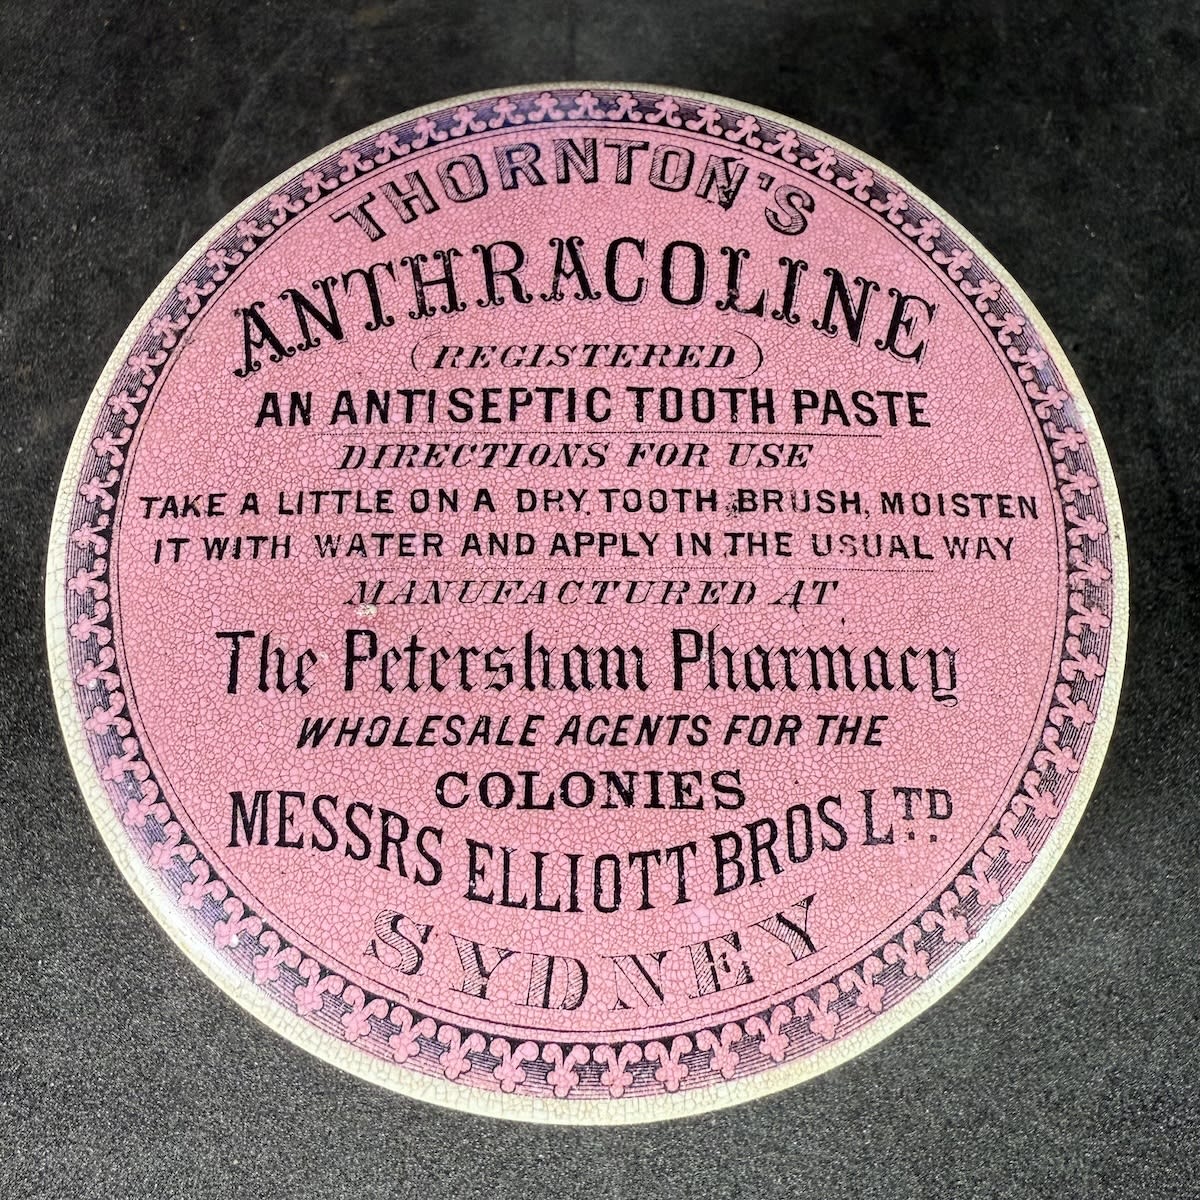 THORNTON'S
ANTHRACOLINE
(REGISTERED)
AN ANTISEPTIC TOOTH PASTE
DIRECTIONS FOR USE
TAKE A LITTLE ON A DRY TOOTH BRUSH, MOISTEN
IT WITH WATER AND APPLY IN THE USUAL WAY
MANUFACTURED AT
The Petersham Pharmacy
WHOLESALE AGENTS FOR THE
COLONIES
MESSRS ELLIOTT BROS LTD
SYDNEY